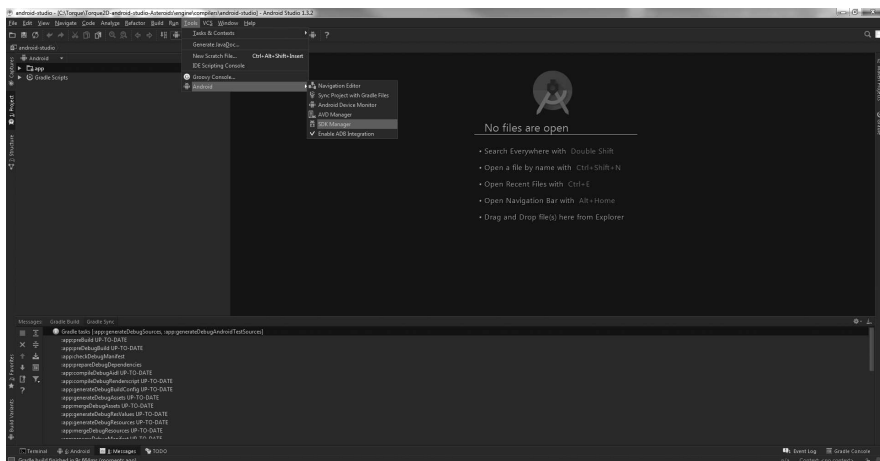 android-studio - [C:\Torque\Torque2D-android-studio-Asteroids\engine\compilers\android-studio] - Android Studio 1.3.2
File Edit View Navigate Code Analyze Refactor Build Run Tools VCS Window Help
android-studio
Android
app
Gradle Scripts
Captures
1: Project
7: Structure
Tasks & Contexts
Generate JavaDoc...
New Scratch File... Ctrl+Alt+Shift+Insert
IDE Scripting Console
Groovy Console...
Android
Navigation Editor
Sync Project with Gradle Files
Android Device Monitor
AVD Manager
SDK Manager
Enable ADB Integration
No files are open
• Search Everywhere with Double Shift
• Open a file by name with Ctrl+Shift+N
• Open Recent Files with Ctrl+E
• Open Navigation Bar with Alt+Home
• Drag and Drop file(s) here from Explorer
Messages: Gradle Build Gradle Sync
Gradle tasks [:app:generateDebugSources, :app:generateDebugAndroidTestSources]
:app:preBuild UP-TO-DATE
:app:preDebugBuild UP-TO-DATE
:app:checkDebugManifest
:app:prepareDebugDependencies
:app:compileDebugAidl UP-TO-DATE
:app:compileDebugRenderscript UP-TO-DATE
:app:generateDebugBuildConfig UP-TO-DATE
:app:generateDebugAssets UP-TO-DATE
:app:mergeDebugAssets UP-TO-DATE
:app:generateDebugResValues UP-TO-DATE
:app:generateDebugResources UP-TO-DATE
:app:mergeDebugResources UP-TO-DATE
2: Favorites
Build Variants
Terminal 6: Android 0: Messages TODO
Event Log Gradle Console